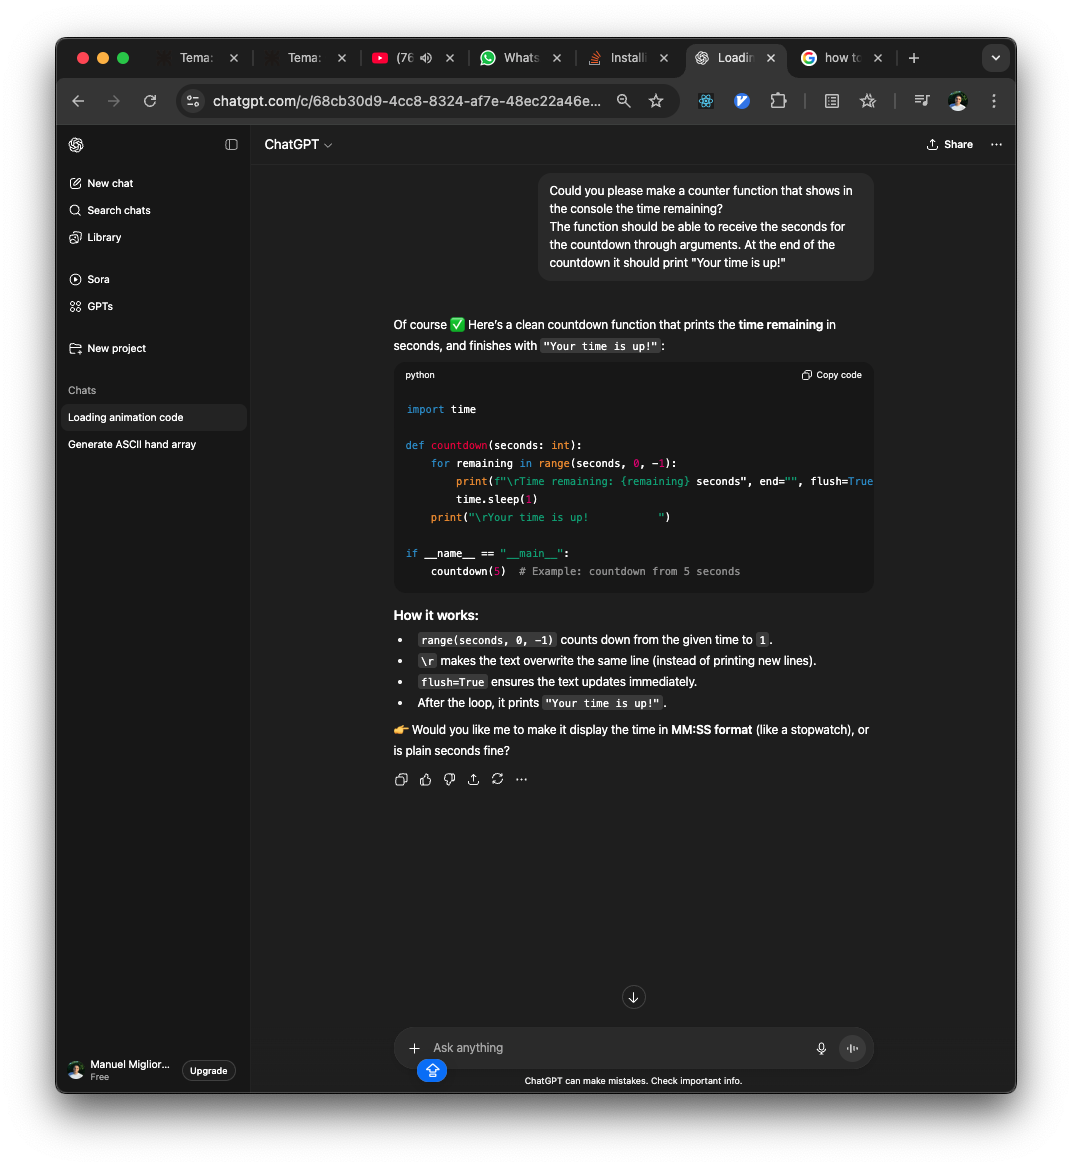 Tema:
Tema:
(76
Whats
Installi
Loadin
how to
chatgpt.com/c/68cb30d9-4cc8-8324-af7e-48ec22a46e...
ChatGPT
Share
New chat
Search chats
Library
Sora
GPTs
New project
Chats
Loading animation code
Generate ASCII hand array
Could you please make a counter function that shows in
the console the time remaining?
The function should be able to receive the seconds for
the countdown through arguments. At the end of the
countdown it should print "Your time is up!"
Of course ✅ Here's a clean countdown function that prints the time remaining in
seconds, and finishes with "Your time is up!":
python
Copy code
import time
def countdown(seconds: int):
    for remaining in range(seconds, 0, -1):
        print(f"\rTime remaining: {remaining} seconds", end="", flush=True
        time.sleep(1)
    print("\rYour time is up!           ")
if __name__ == "__main__":
    countdown(5)  # Example: countdown from 5 seconds
How it works:
• range(seconds, 0, -1) counts down from the given time to 1.
• \r makes the text overwrite the same line (instead of printing new lines).
• flush=True ensures the text updates immediately.
• After the loop, it prints "Your time is up!".
👉 Would you like me to make it display the time in MM:SS format (like a stopwatch), or
is plain seconds fine?
Ask anything
ChatGPT can make mistakes. Check important info.
Manuel Miglior...
Free
Upgrade